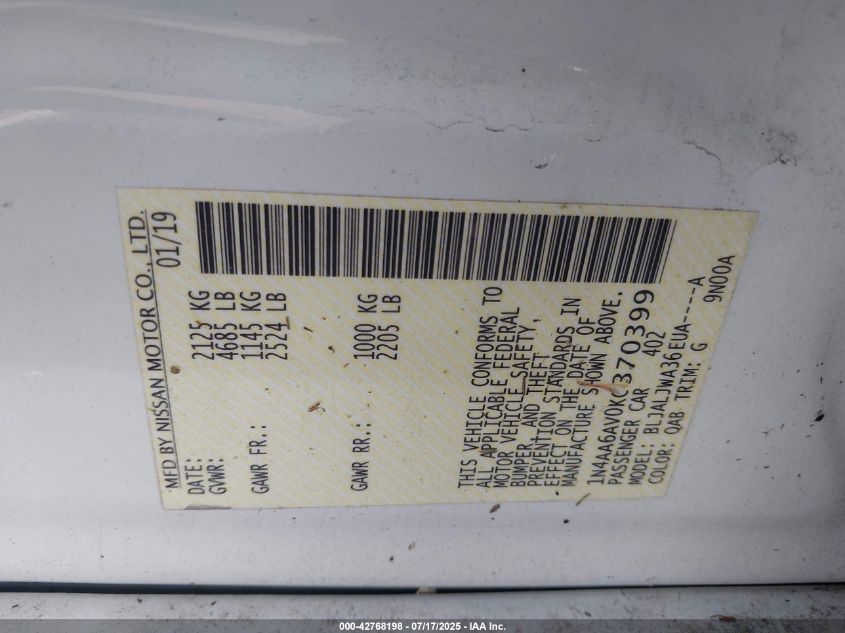 MFD BY NISSAN MOTOR CO., LTD.
DATE: 01/19
GVWR: 2125 KG
4685 LB
GAWR FR.: 1145 KG
2524 LB
GAWR RR.: 1000 KG
2205 LB
THIS VEHICLE CONFORMS TO
ALL APPLICABLE FEDERAL
MOTOR VEHICLE SAFETY,
BUMPER, AND THEFT
PREVENTION STANDARDS IN
EFFECT ON THE DATE OF
MANUFACTURE SHOWN ABOVE.
1N4AA6AV0KC370399
PASSENGER CAR 402
MODEL: BLJALJWA36EUA----A
COLOR: QAB TRIM: G 9N00A
000-42768198 - 07/17/2025 - IAA Inc.